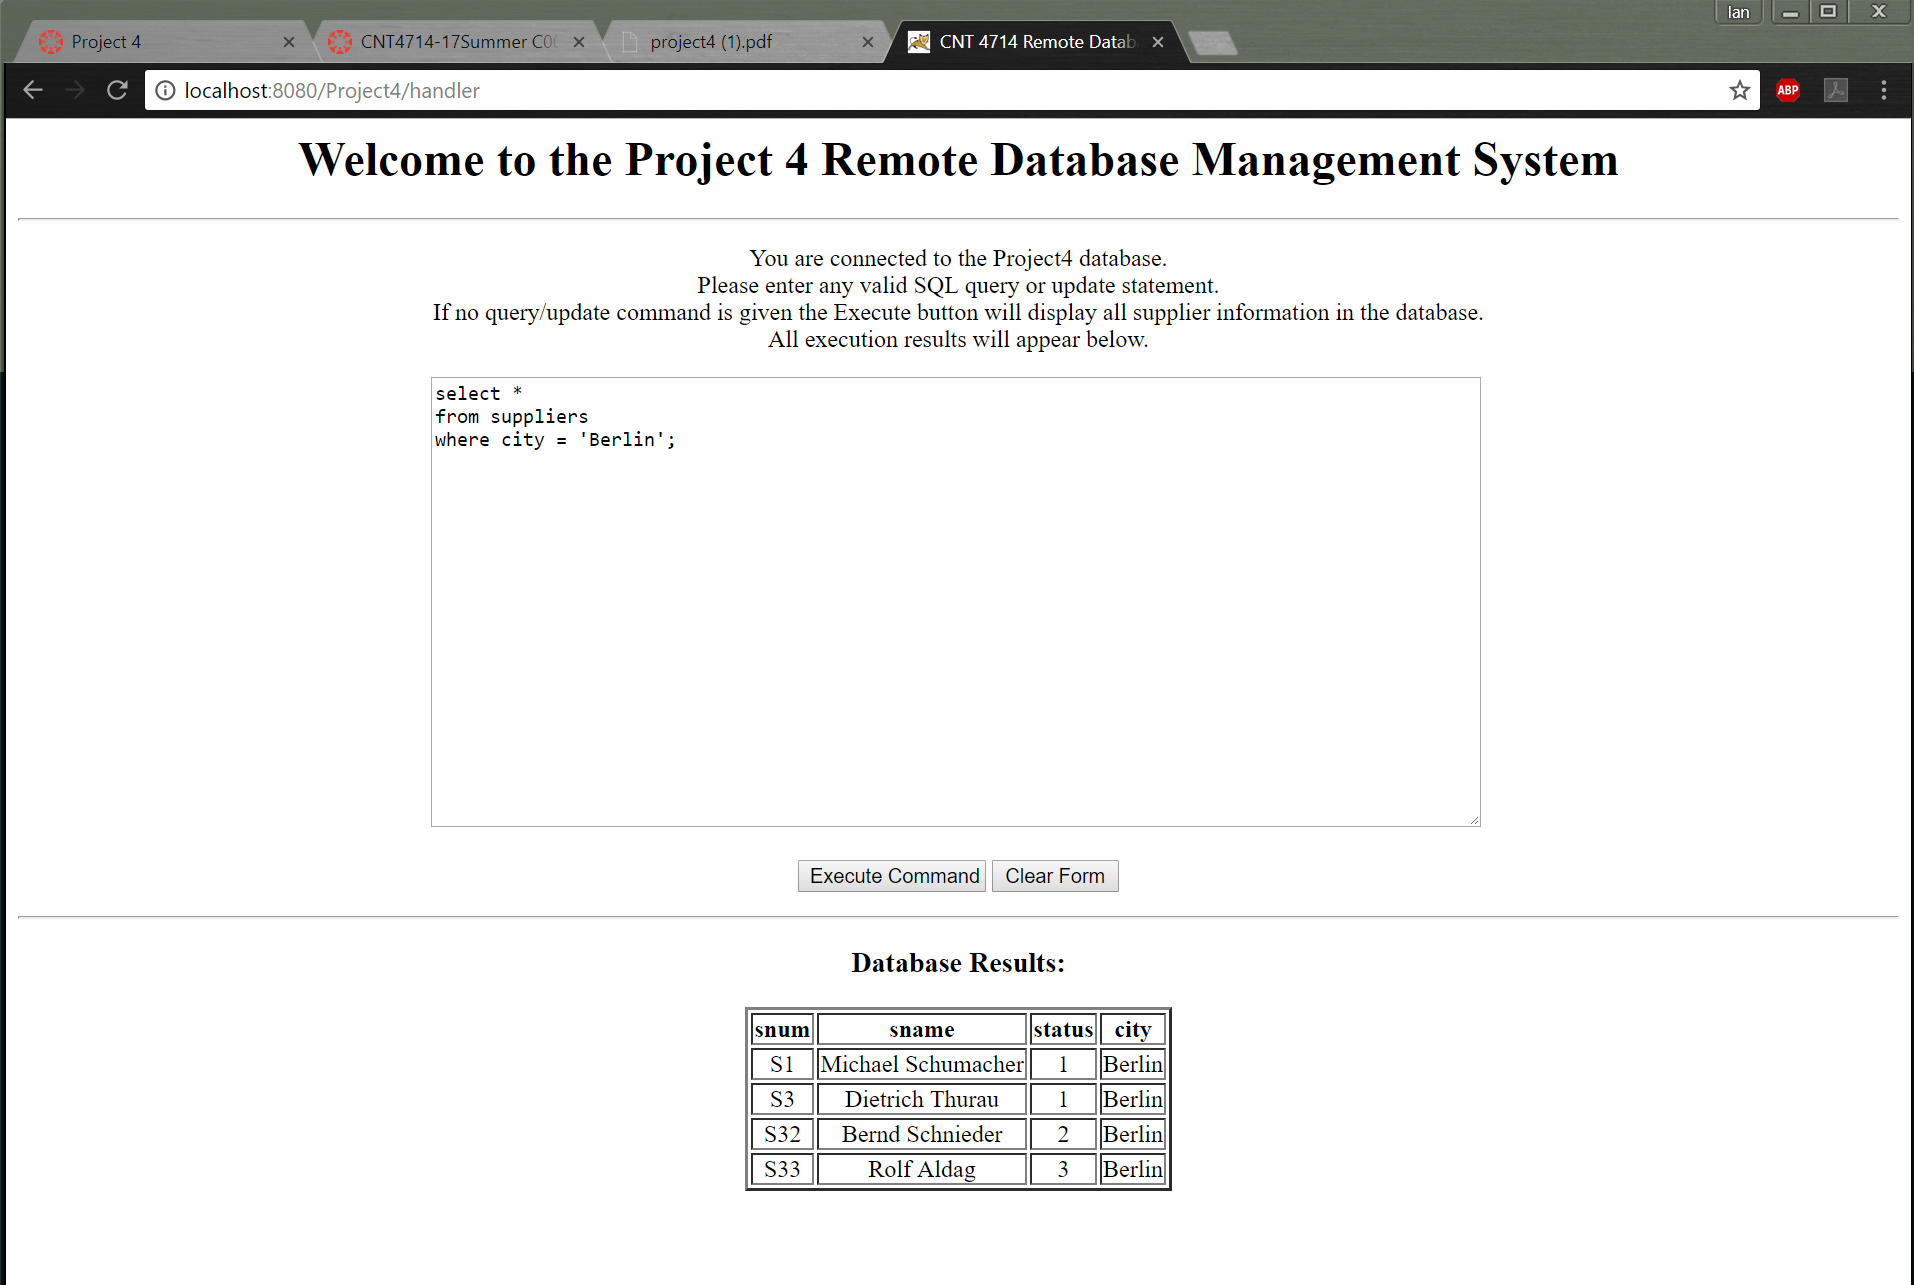 Ian
Project 4
CNT4714-17Summer C0
project4 (1).pdf
CNT 4714 Remote Datab
localhost:8080/Project4/handler
ABP
Welcome to the Project 4 Remote Database Management System
You are connected to the Project4 database.
Please enter any valid SQL query or update statement.
If no query/update command is given the Execute button will display all supplier information in the database.
All execution results will appear below.
select *
from suppliers
where city = 'Berlin';
Execute Command Clear Form
Database Results:
snum sname status city
S1 Michael Schumacher 1 Berlin
S3 Dietrich Thurau 1 Berlin
S32 Bernd Schnieder 2 Berlin
S33 Rolf Aldag 3 Berlin